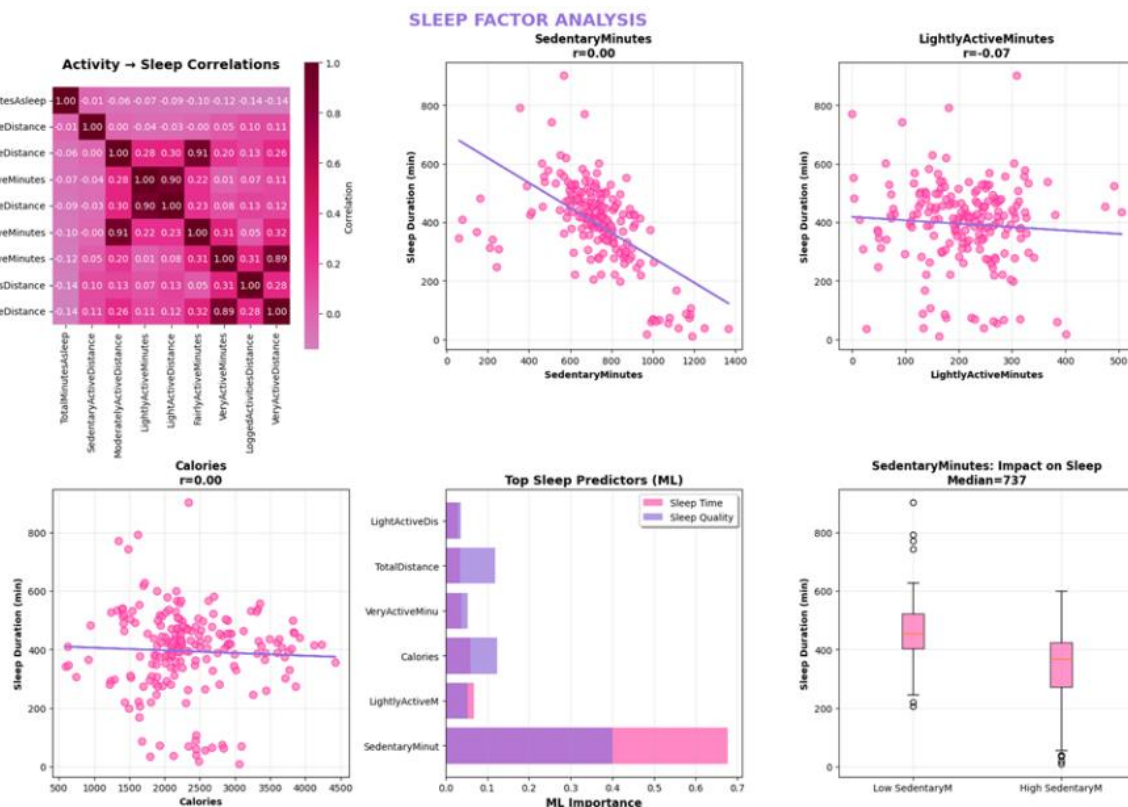 SLEEP FACTOR ANALYSIS
Activity → Sleep Correlations
tesAsleep
eDistance
eDistance
veMinutes
eDistance
veMinutes
veMinutes
sDistance
eDistance
1.00 -0.01 -0.06 -0.07 -0.09 -0.10 -0.12 -0.14 -0.14
-0.01 1.00 0.00 -0.04 -0.03 -0.00 0.05 0.10 0.11
-0.06 0.00 1.00 0.28 0.30 0.91 0.20 0.13 0.26
-0.07 -0.04 0.28 1.00 0.90 0.22 0.01 0.07 0.11
-0.09 -0.03 0.30 0.90 1.00 0.23 0.08 0.13 0.12
-0.10 -0.00 0.91 0.22 0.23 1.00 0.31 0.05 0.32
-0.12 0.05 0.20 0.01 0.08 0.31 1.00 0.31 0.89
-0.14 0.10 0.13 0.07 0.13 0.05 0.31 1.00 0.28
-0.14 0.11 0.26 0.11 0.12 0.32 0.89 0.28 1.00
TotalMinutesAsleep
SedentaryActiveDistance
ModeratelyActiveDistance
LightlyActiveMinutes
LightActiveDistance
FairlyActiveMinutes
VeryActiveMinutes
LoggedActivitiesDistance
VeryActiveDistance
1.0
0.8
0.6
0.4
0.2
0.0
Correlation
SedentaryMinutes
r=0.00
Sleep Duration (min)
800
600
400
200
0
0 200 400 600 800 1000 1200 1400
SedentaryMinutes
LightlyActiveMinutes
r=-0.07
Sleep Duration (min)
800
600
400
200
0
0 100 200 300 400 500
LightlyActiveMinutes
Calories
r=0.00
Sleep Duration (min)
800
600
400
200
0
500 1000 1500 2000 2500 3000 3500 4000 4500
Calories
Top Sleep Predictors (ML)
Sleep Time
Sleep Quality
LightActiveDis
TotalDistance
VeryActiveMinu
Calories
LightlyActiveM
SedentaryMinut
0.0 0.1 0.2 0.3 0.4 0.5 0.6 0.7
ML Importance
SedentaryMinutes: Impact on Sleep
Median=737
Sleep Duration (min)
800
600
400
200
0
Low SedentaryM High SedentaryM